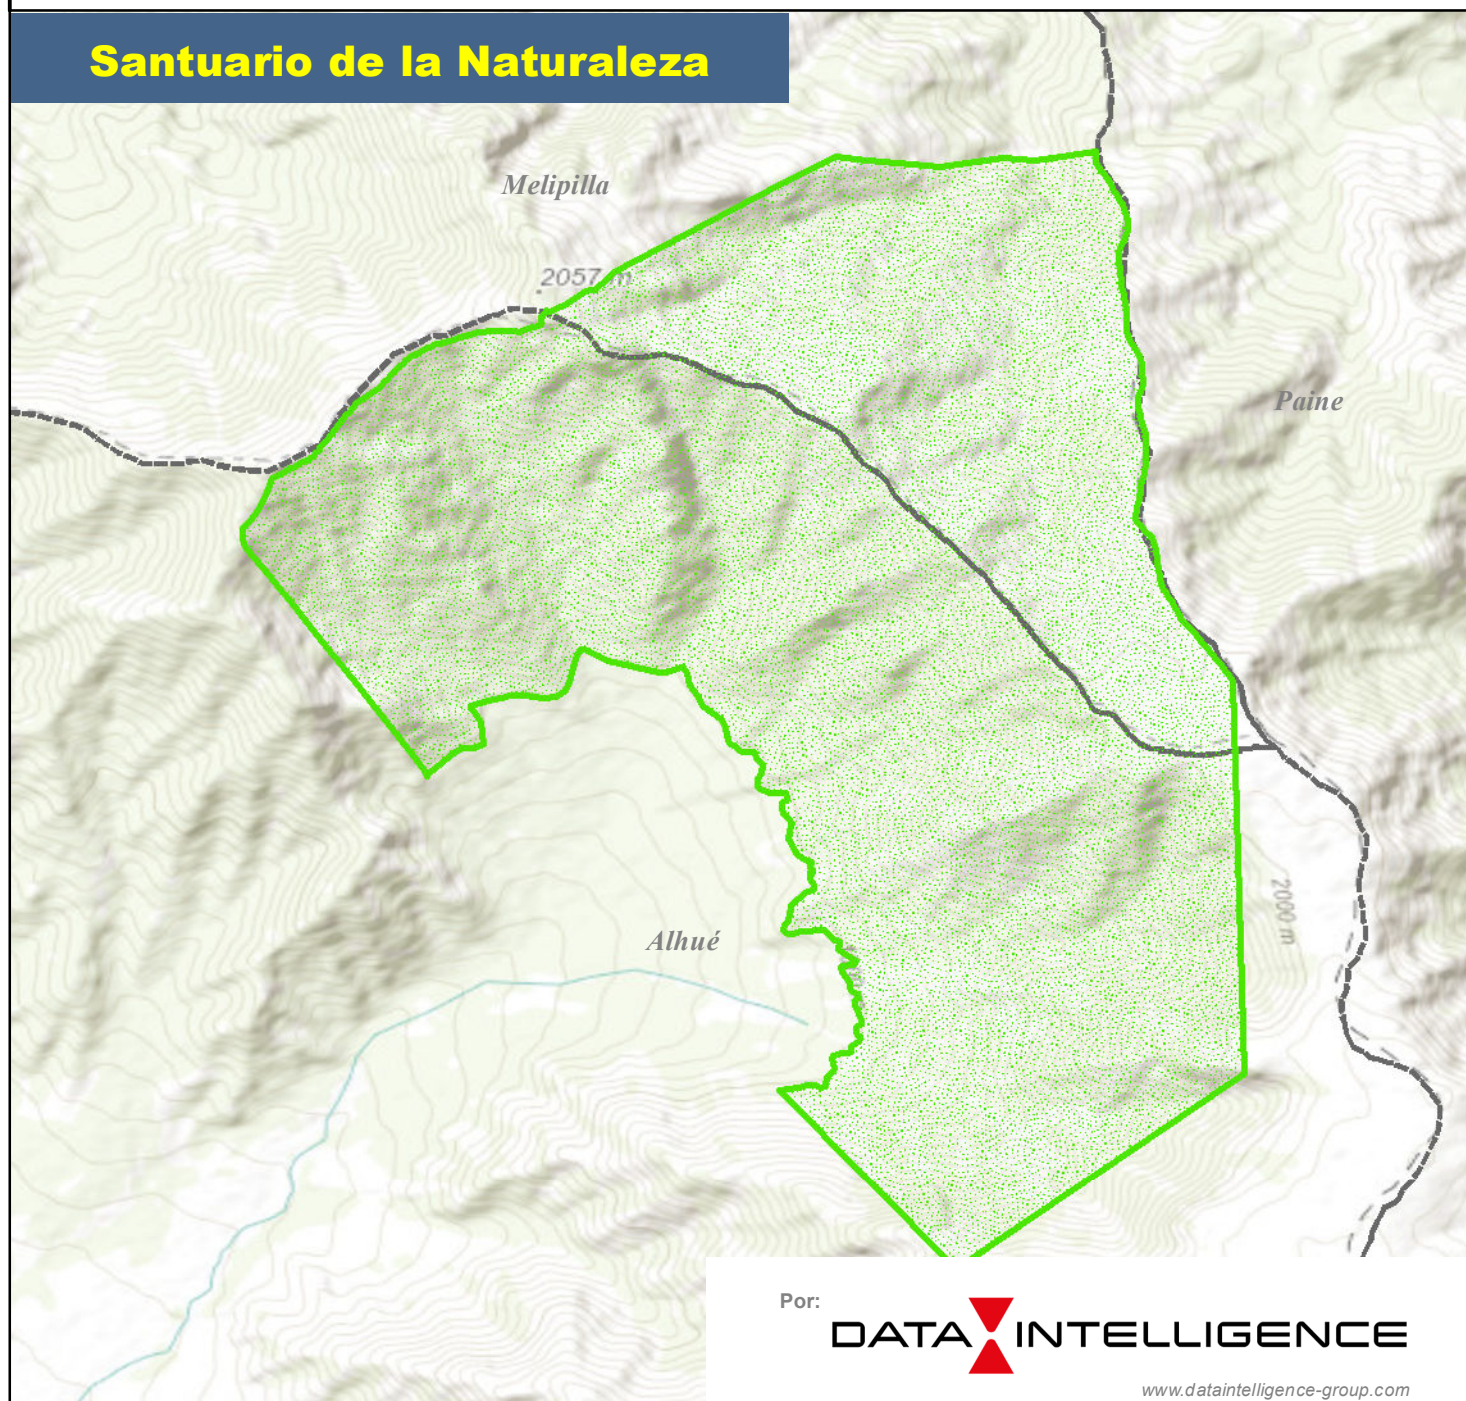 Santuario de la Naturaleza
Melipilla
2057 m
Paine
2000 m
Alhué
Por:
DATA INTELLIGENCE
www.dataintelligence-group.com